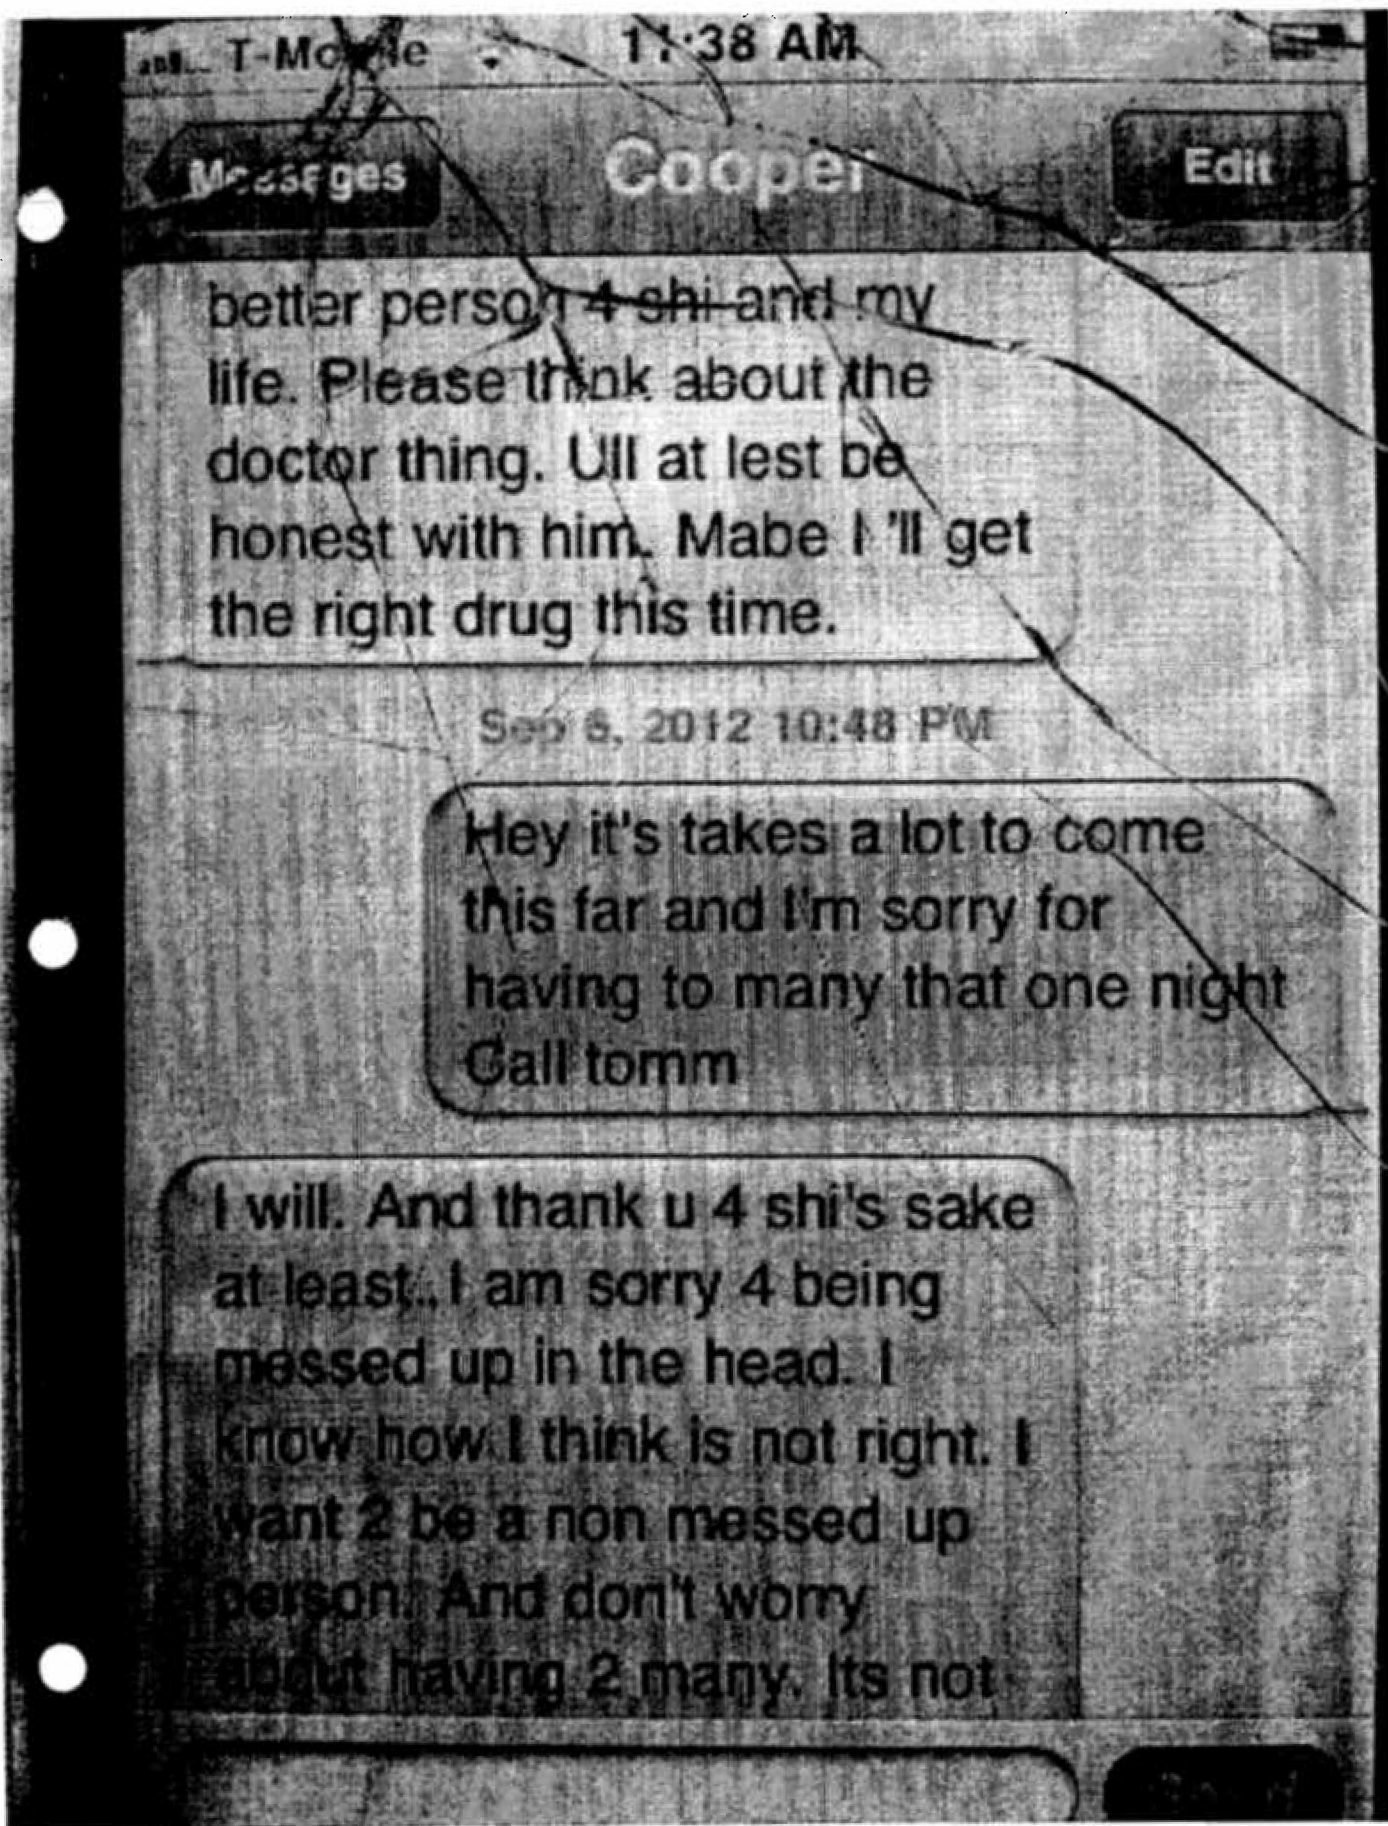 T-Mobile 11:38 AM
Messages Cooper Edit
better person 4 shi and my
life. Please think about the
doctor thing. Ull at lest be
honest with him. Mabe I 'll get
the right drug this time.
Sep 6, 2012 10:48 PM
Hey it's takes a lot to come
this far and I'm sorry for
having to many that one night
Call tomm
I will. And thank u 4 shi's sake
at least.. I am sorry 4 being
messed up in the head. I
know how I think is not right. I
want 2 be a non messed up
person. And don't worry
about having 2 many. Its not